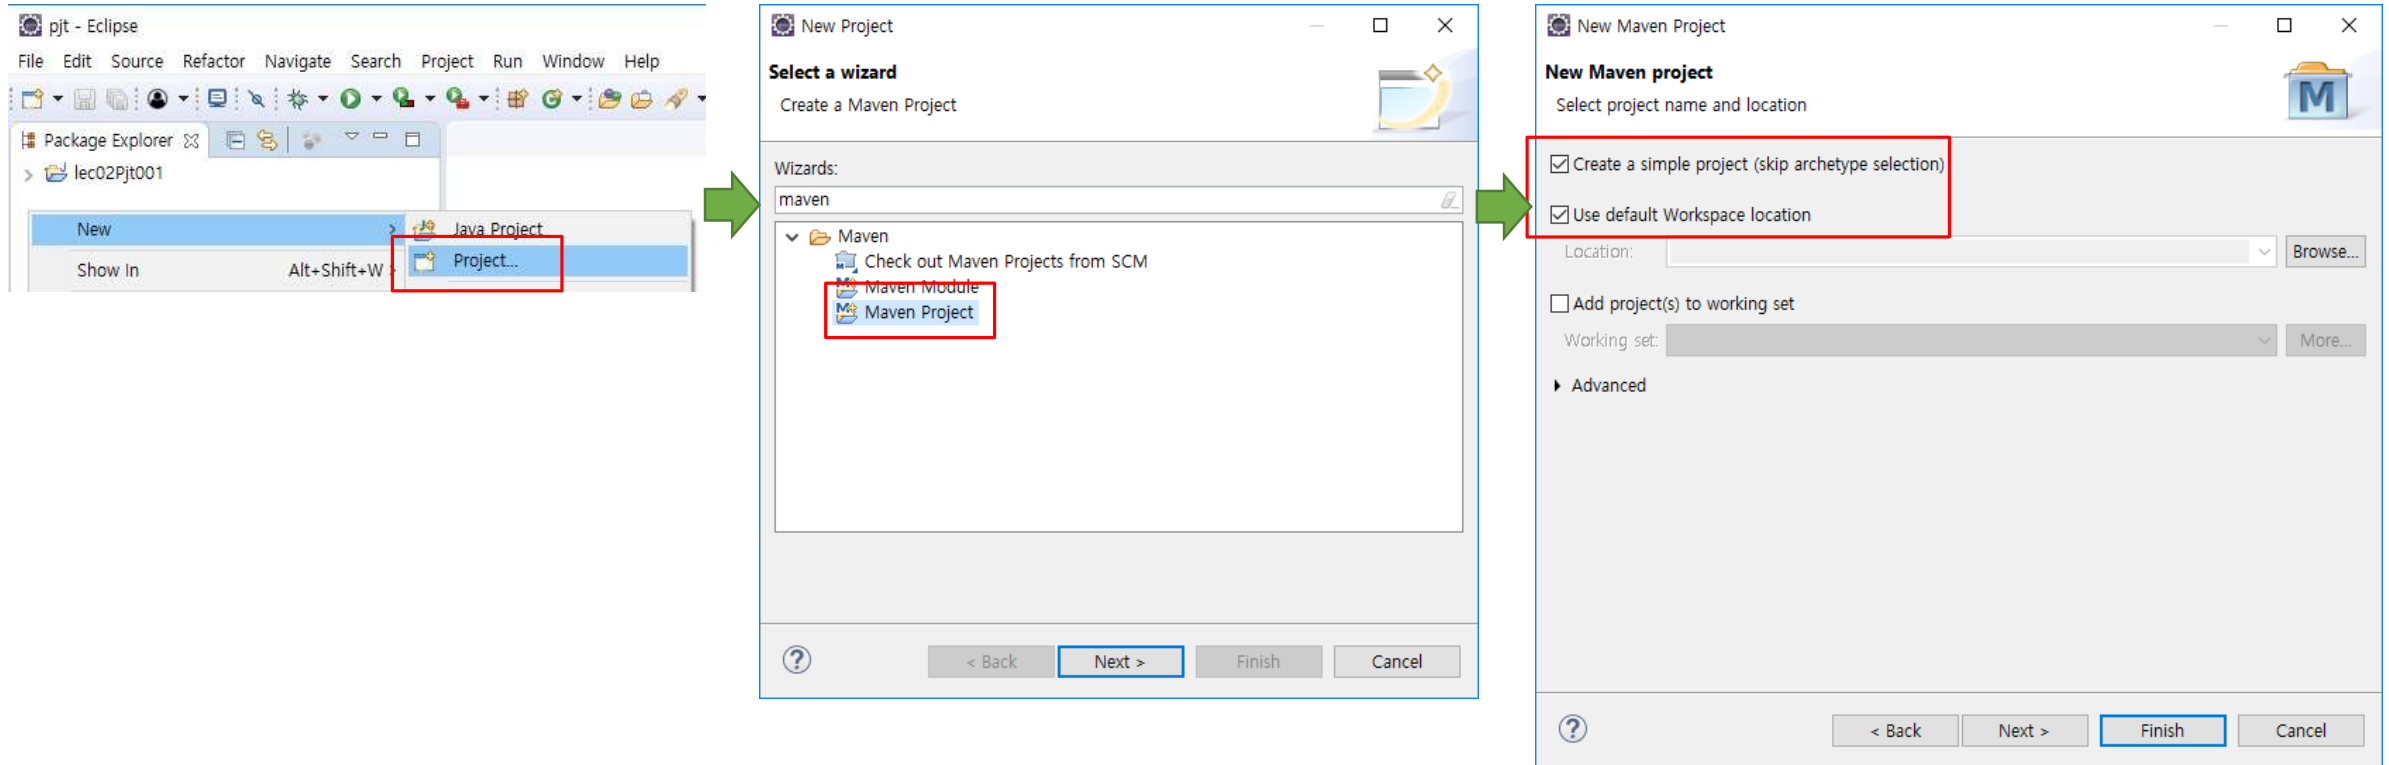 pjt - Eclipse
File Edit Source Refactor Navigate Search Project Run Window Help
Package Explorer
lec02Pjt001
New
Java Project
Project...
Show In Alt+Shift+W
New Project
Select a wizard
Create a Maven Project
Wizards:
maven
Maven
Check out Maven Projects from SCM
Maven Module
Maven Project
< Back Next > Finish Cancel
New Maven Project
New Maven project
Select project name and location
M
Create a simple project (skip archetype selection)
Use default Workspace location
Location: Browse...
Add project(s) to working set
Working set: More...
Advanced
< Back Next > Finish Cancel